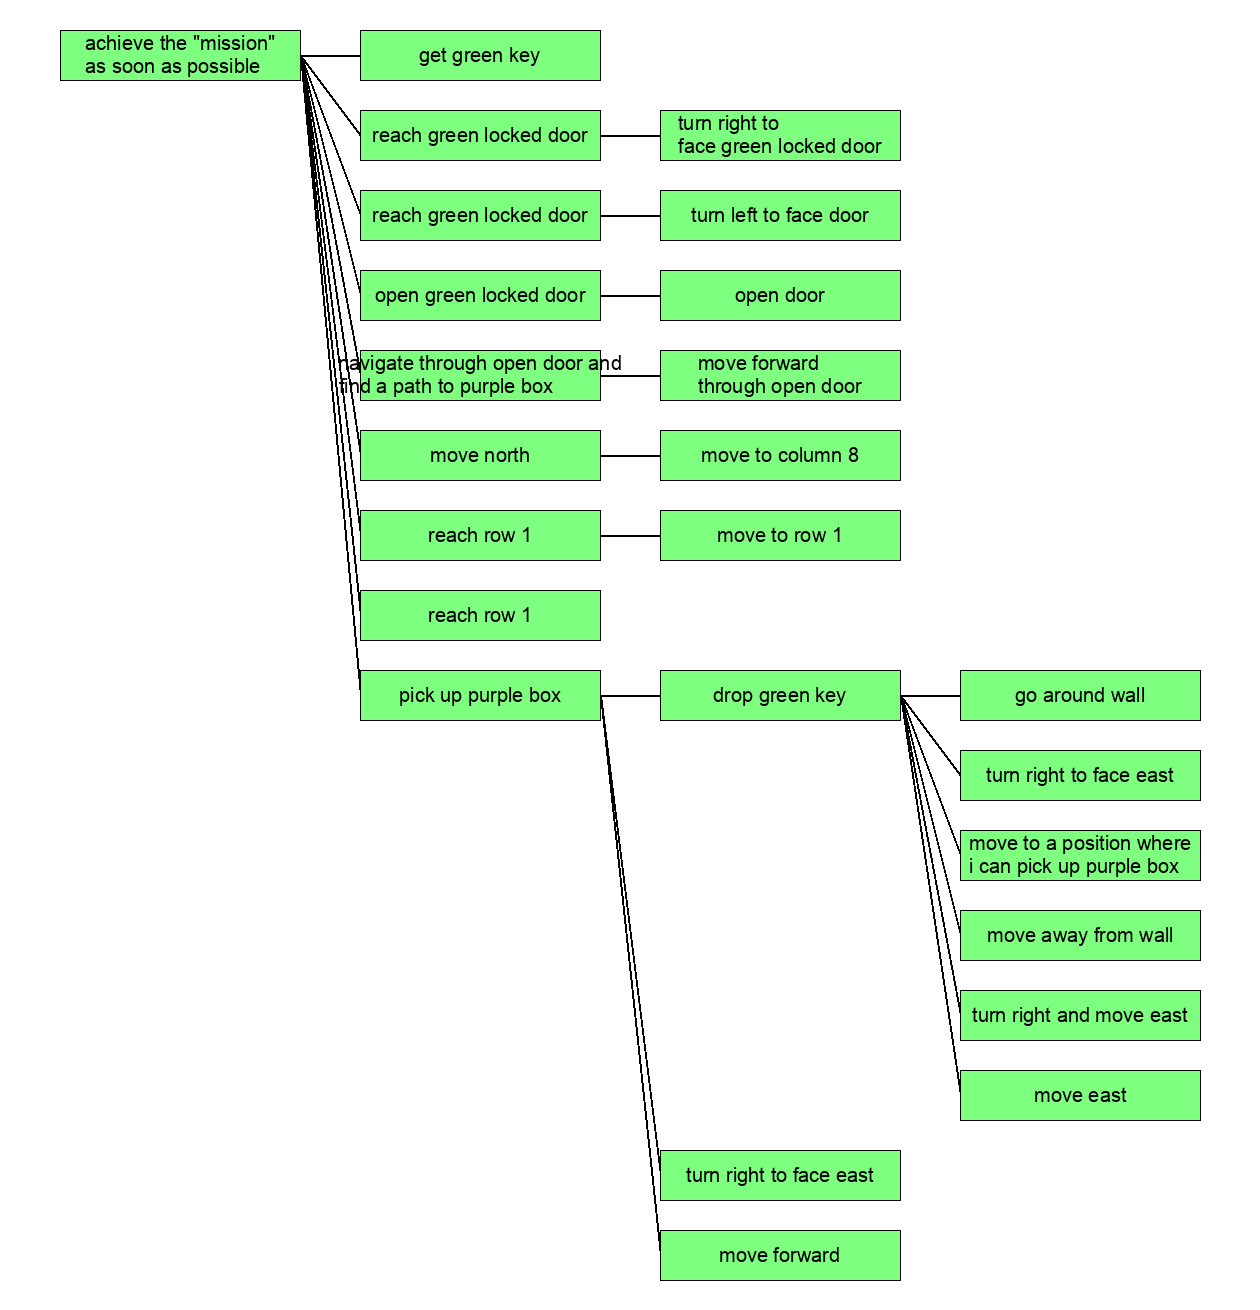 achieve the "mission"
as soon as possible
get green key
reach green locked door
turn right to
face green locked door
reach green locked door
turn left to face door
open green locked door
open door
navigate through open door and
find a path to purple box
move forward
through open door
move north
move to column 8
reach row 1
move to row 1
reach row 1
pick up purple box
drop green key
go around wall
turn right to face east
move to a position where
i can pick up purple box
move away from wall
turn right and move east
move east
turn right to face east
move forward